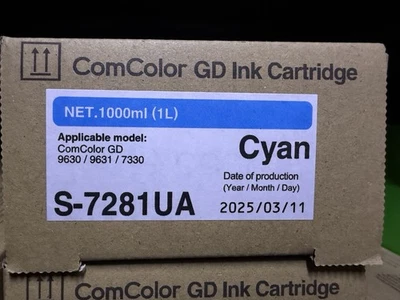 ComColor GD Ink Cartridge
NET.1000ml (1L)
Applicable model:
ComColor GD
9630 / 9631 / 7330
Cyan
Date of production
(Year / Month / Day)
S-7281UA
2025/03/11
ComColor GD Ink Cartridge